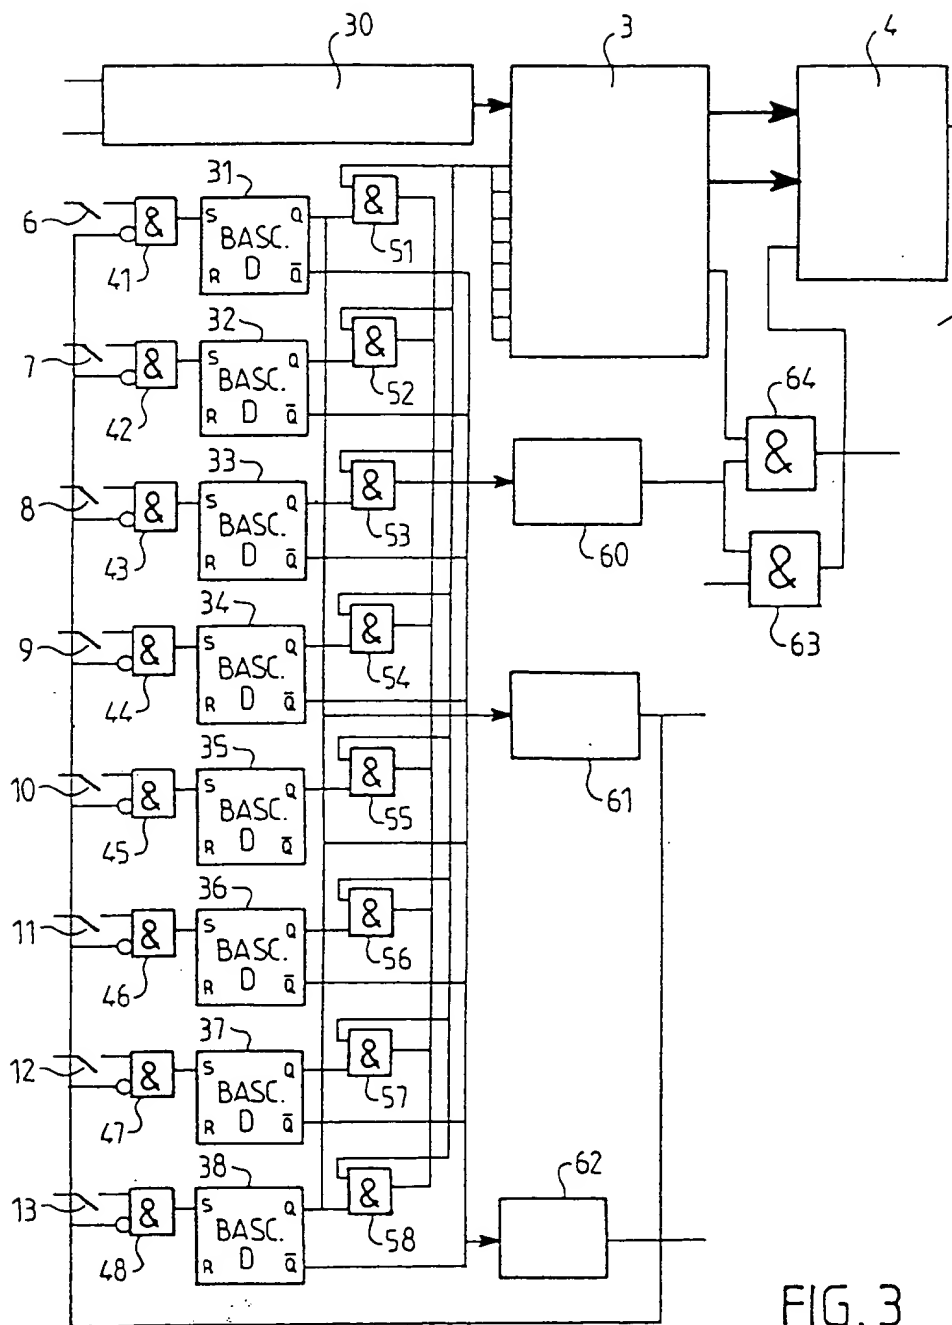 30
3
4
31
6
S
Q
&
BASC.
D
&
51
41
R
Q̅
32
7
S
Q
&
BASC.
D
&
52
42
R
Q̅
64
&
33
8
S
Q
&
BASC.
D
&
53
43
R
Q̅
60
&
63
34
9
S
Q
&
BASC.
D
&
54
44
R
Q̅
35
10
S
Q
&
BASC.
D
&
55
45
R
Q̅
61
36
11
S
Q
&
BASC.
D
&
56
46
R
Q̅
37
12
S
Q
&
BASC.
D
&
57
47
R
Q̅
38
62
13
S
Q
&
BASC.
D
&
58
48
R
Q̅
FIG. 3